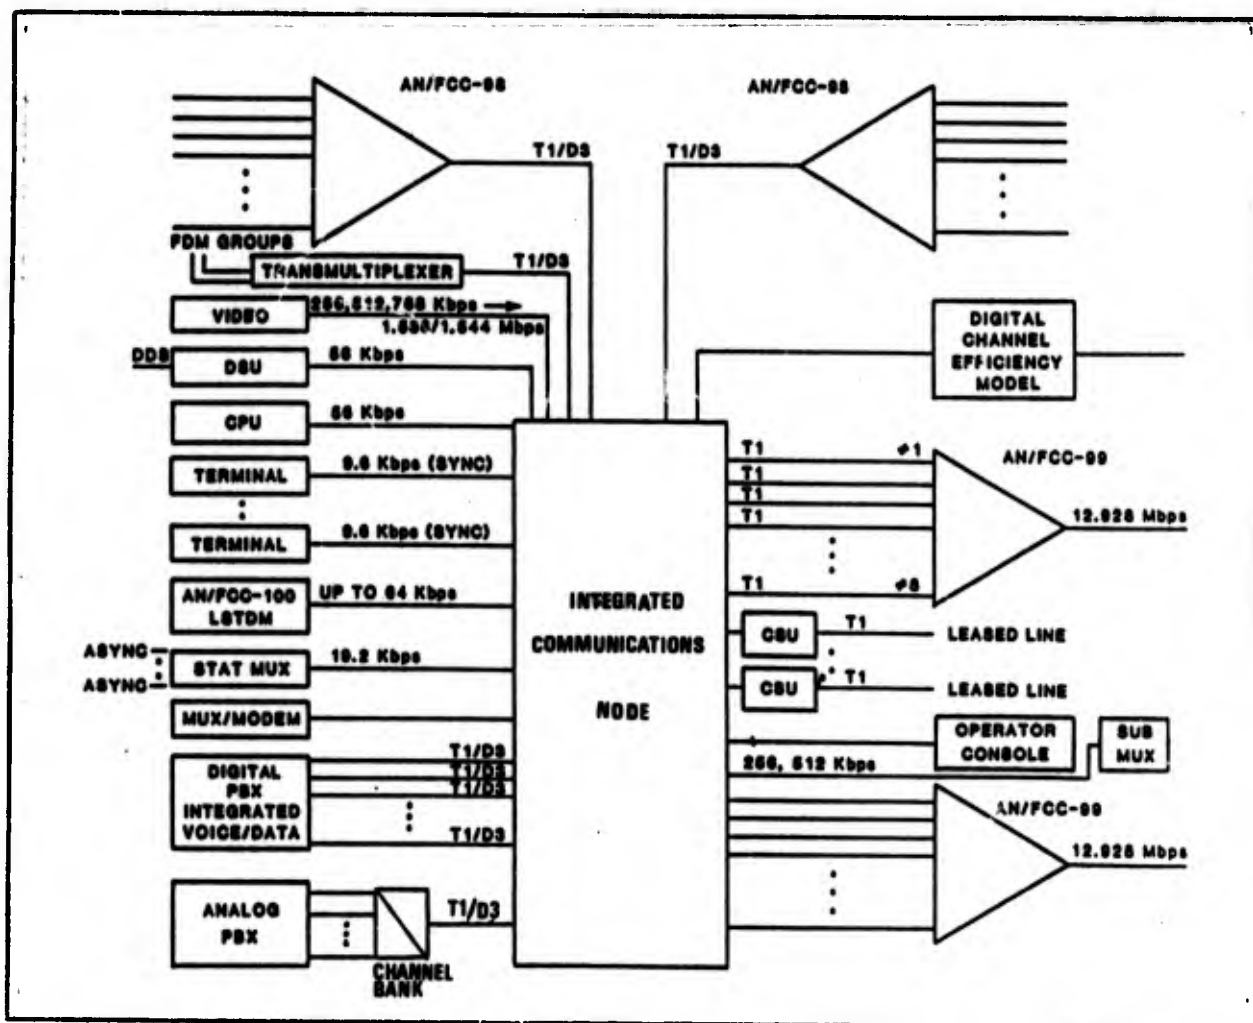 AN/FCC-98
AN/FCC-98
T1/D3
T1/D3
FDM GROUPS
TRANSMULTIPLEXER
T1/D3
VIDEO
256,512,768 Kbps
1.536/1.544 Mbps
DDS
DSU
56 Kbps
CPU
56 Kbps
TERMINAL
9.6 Kbps (SYNC)
TERMINAL
9.6 Kbps (SYNC)
AN/FCC-100
LSTDM
UP TO 64 Kbps
ASYNC
ASYNC
STAT MUX
19.2 Kbps
MUX/MODEM
DIGITAL
PBX
INTEGRATED
VOICE/DATA
T1/D3
T1/D3
T1/D3
T1/D3
ANALOG
PBX
CHANNEL
BANK
T1/D3
INTEGRATED
COMMUNICATIONS
NODE
DIGITAL
CHANNEL
EFFICIENCY
MODEL
T1
#1
T1
T1
T1
T1
#8
AN/FCC-99
12.928 Mbps
CSU
T1
LEASED LINE
CSU
T1
LEASED LINE
OPERATOR
CONSOLE
SUB
MUX
256, 512 Kbps
AN/FCC-99
12.928 Mbps